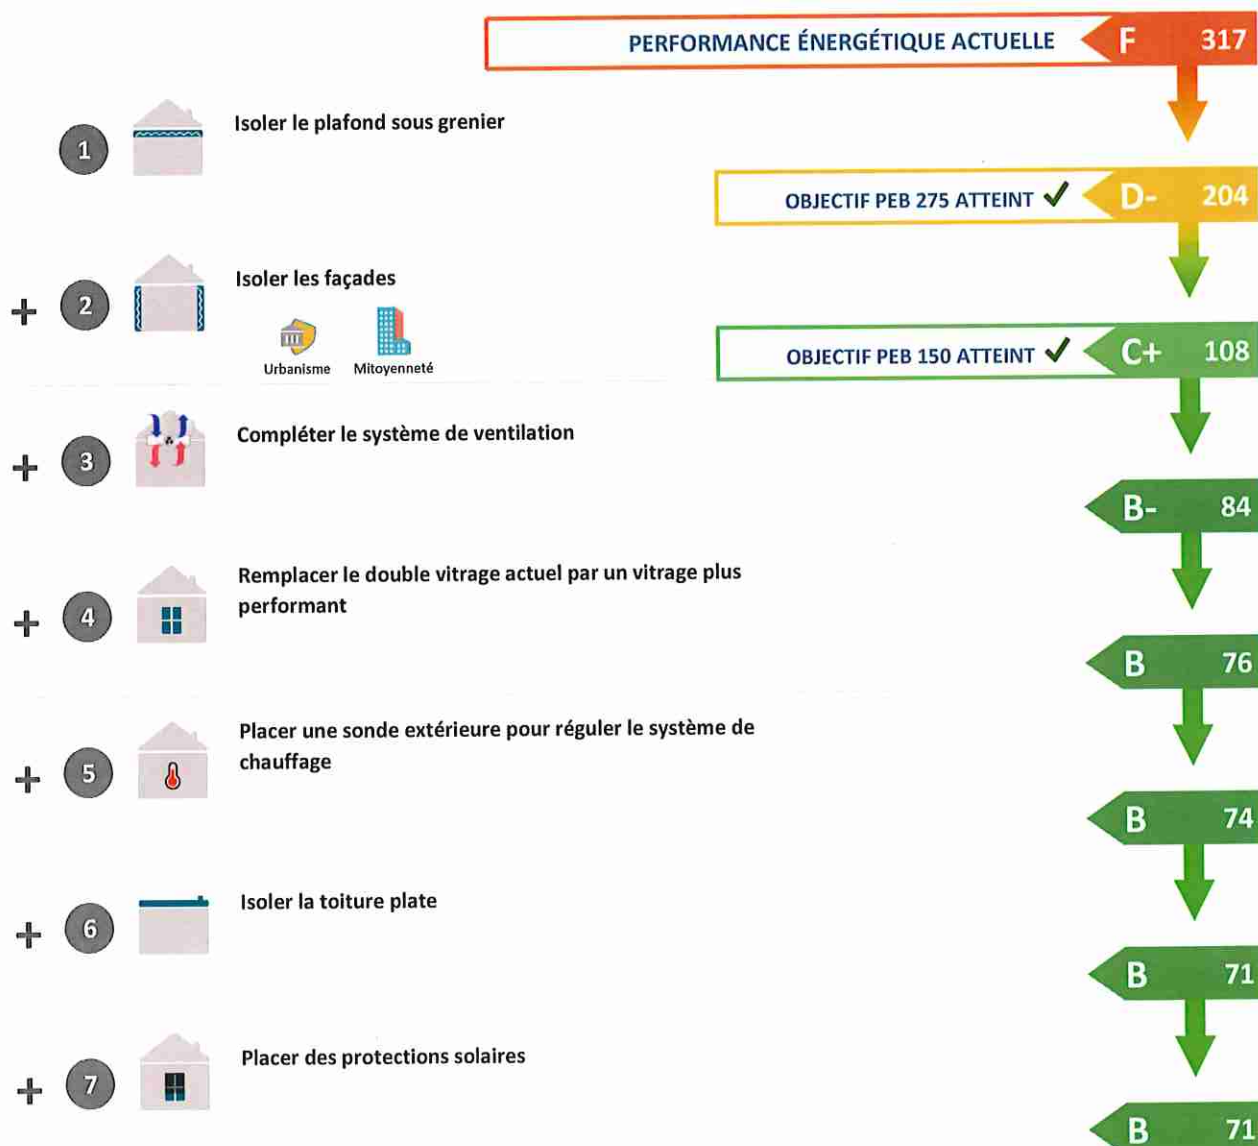 PERFORMANCE ÉNERGÉTIQUE ACTUELLE F 317
1 Isoler le plafond sous grenier
OBJECTIF PEB 275 ATTEINT ✓ D- 204
+ 2 Isoler les façades
Urbanisme Mitoyenneté
OBJECTIF PEB 150 ATTEINT ✓ C+ 108
+ 3 Compléter le système de ventilation
B- 84
+ 4 Remplacer le double vitrage actuel par un vitrage plus
performant
B 76
+ 5 Placer une sonde extérieure pour réguler le système de
chauffage
B 74
+ 6 Isoler la toiture plate
B 71
+ 7 Placer des protections solaires
B 71